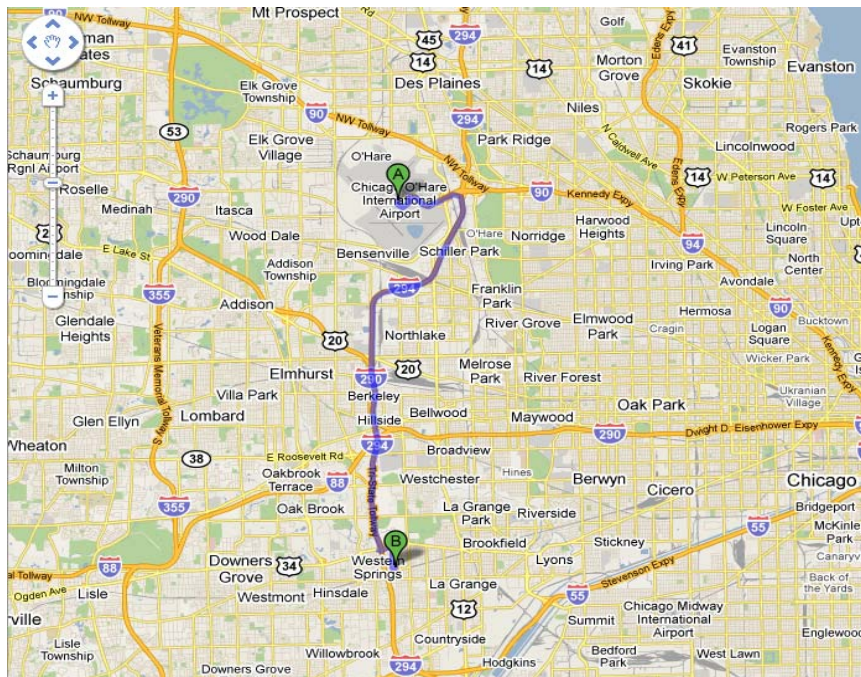 Mt Prospect
Golf
man
ates
45
294
14
Des Plaines
14
Morton
Grove
41
Evanston
Township
Skokie
Evanston
Schaumburg
Elk Grove
Township
90
NW Tollway
294
Niles
53
Park Ridge
N Caldwell Ave
Edens Expy
Lincolnwood
Rogers Park
Elk Grove
Village
O'Hare
NW Tollway
Schaumburg
Rgnl Airport
Roselle
290
A
Chicago O'Hare
International
Airport
14
W Peterson Ave
14
90
Kennedy Expy
Medinah
Itasca
W Foster Ave
Wood Dale
O'Hare
Norridge
Harwood
Heights
Lincoln
Square
E Lake St
Bensenville
Schiller Park
94
North
Center
Bloomingdale
Township
Addison
Township
294
Irving Park
355
Addison
Franklin
Park
Avondale
90
Glendale
Heights
Northlake
River Grove
Elmwood
Park
Hermosa
Cragin
Logan
Square
Bucktown
Kennedy Expy
20
20
Melrose
Park
Wicker Park
Elmhurst
290
River Forest
Ukranian
Village
Veterans Memorial Tollway S
Villa Park
Berkeley
Oak Park
Glen Ellyn
Lombard
Bellwood
Maywood
Hillside
Dwight D. Eisenhower Expy
Wheaton
294
290
38
E Roosevelt Rd
Broadview
Milton
Township
Oakbrook
Terrace
88
Tri-State Tollway
Westchester
Hines
Berwyn
Cicero
Chicago
355
Oak Brook
La Grange
Park
Riverside
55
Bridgeport
B
Brookfield
Stickney
McKinley
Park
Downers
Grove
34
Western
Springs
Lyons
88
Stevenson Expy
Back of
the Yards
Ogden Ave
Lisle
Westmont
Hinsdale
La Grange
55
12
Summit
Chicago Midway
International
Airport
Englewood
Lisle
Township
Countryside
Willowbrook
Bedford
Park
West Lawn
Downers Grove
294
Hodgkins